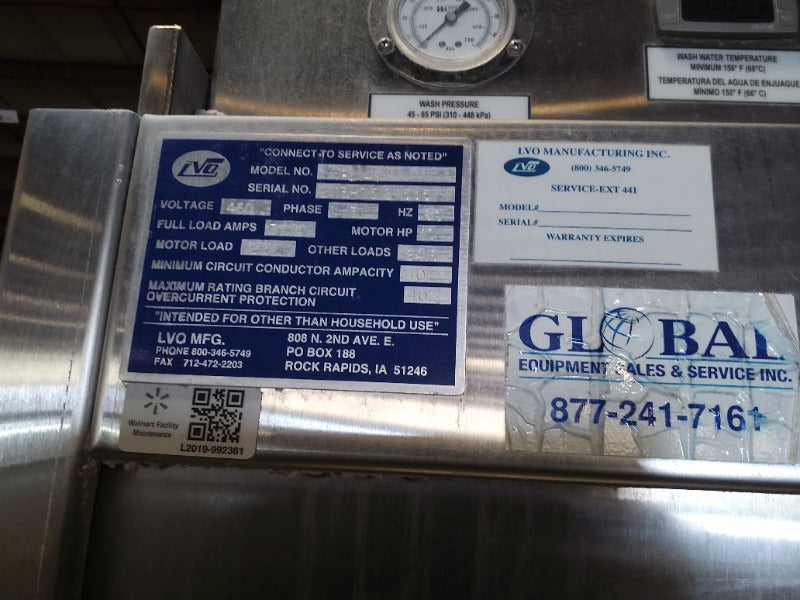 WASH PRESSURE
45 - 65 PSI (310 - 448 kPa)
WASH WATER TEMPERATURE
MINIMUM 150° F (66°C)
TEMPERATURA DEL AGUA DE ENJUAGUE
MÍNIMO 150° F (66° C)
LVO
"CONNECT TO SERVICE AS NOTED"
MODEL NO.
SERIAL NO.
VOLTAGE 460 PHASE HZ
FULL LOAD AMPS MOTOR HP
MOTOR LOAD OTHER LOADS
MINIMUM CIRCUIT CONDUCTOR AMPACITY
MAXIMUM RATING BRANCH CIRCUIT
OVERCURRENT PROTECTION
"INTENDED FOR OTHER THAN HOUSEHOLD USE"
LVO MFG. 808 N. 2ND AVE. E.
PHONE 800-346-5749 PO BOX 188
FAX 712-472-2203 ROCK RAPIDS, IA 51246
LVO MANUFACTURING INC.
LVO (800) 346-5749
SERVICE-EXT 441
MODEL#
SERIAL#
WARRANTY EXPIRES
GLOBAL
EQUIPMENT SALES & SERVICE INC.
877-241-7161
Walmart Facility
Maintenance
L2019-992361